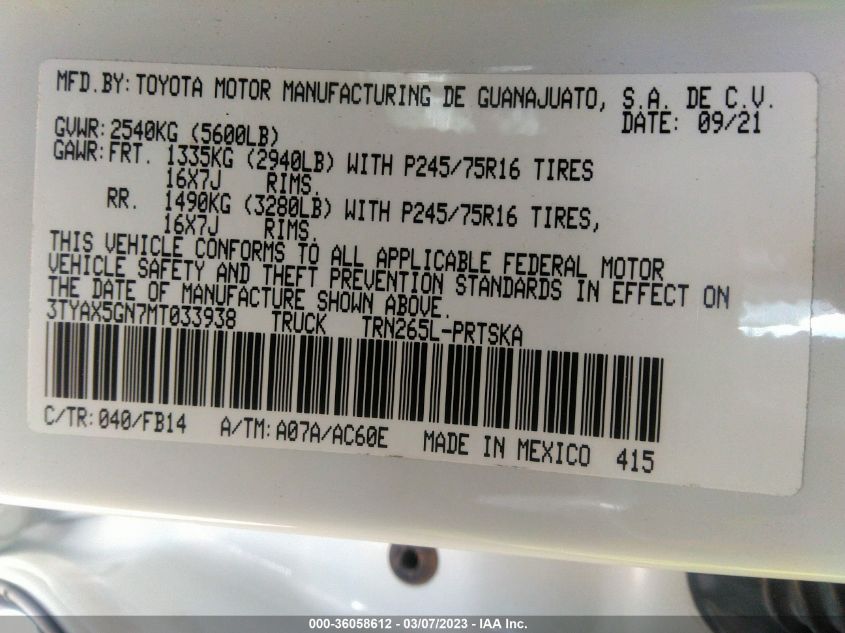 MFD.BY: TOYOTA MOTOR MANUFACTURING DE GUANAJUATO, S.A. DE C.V.
DATE: 09/21
GVWR: 2540KG (5600LB)
GAWR: FRT. 1335KG (2940LB) WITH P245/75R16 TIRES
16X7J RIMS.
RR. 1490KG (3280LB) WITH P245/75R16 TIRES,
16X7J RIMS.
THIS VEHICLE CONFORMS TO ALL APPLICABLE FEDERAL MOTOR
VEHICLE SAFETY AND THEFT PREVENTION STANDARDS IN EFFECT ON
THE DATE OF MANUFACTURE SHOWN ABOVE.
3TYAX5GN7MT033938 TRUCK TRN265L-PRTSKA
C/TR: 040/FB14 A/TM: A07A/AC60E MADE IN MEXICO 415
000-36058612 - 03/07/2023 - IAA Inc.